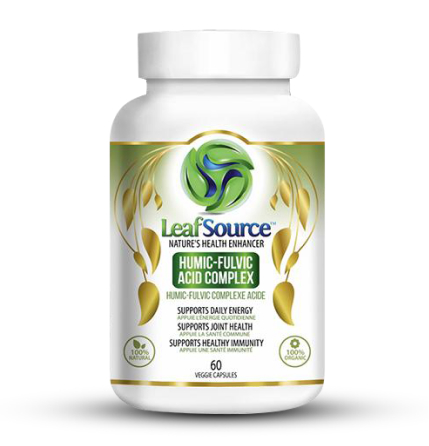 LeafSource™
NATURE'S HEALTH ENHANCER
HUMIC-FULVIC
ACID COMPLEX
HUMIC-FULVIC COMPLEXE ACIDE
SUPPORTS DAILY ENERGY
APPUIE L'ÉNERGIE QUOTIDIENNE
SUPPORTS JOINT HEALTH
APPUIE LA SANTÉ COMMUNE
SUPPORTS HEALTHY IMMUNITY
APPUIE UNE SANTÉ IMMUNITÉ
100%
NATURAL
100%
ORGANIC
60
VEGGIE CAPSULES